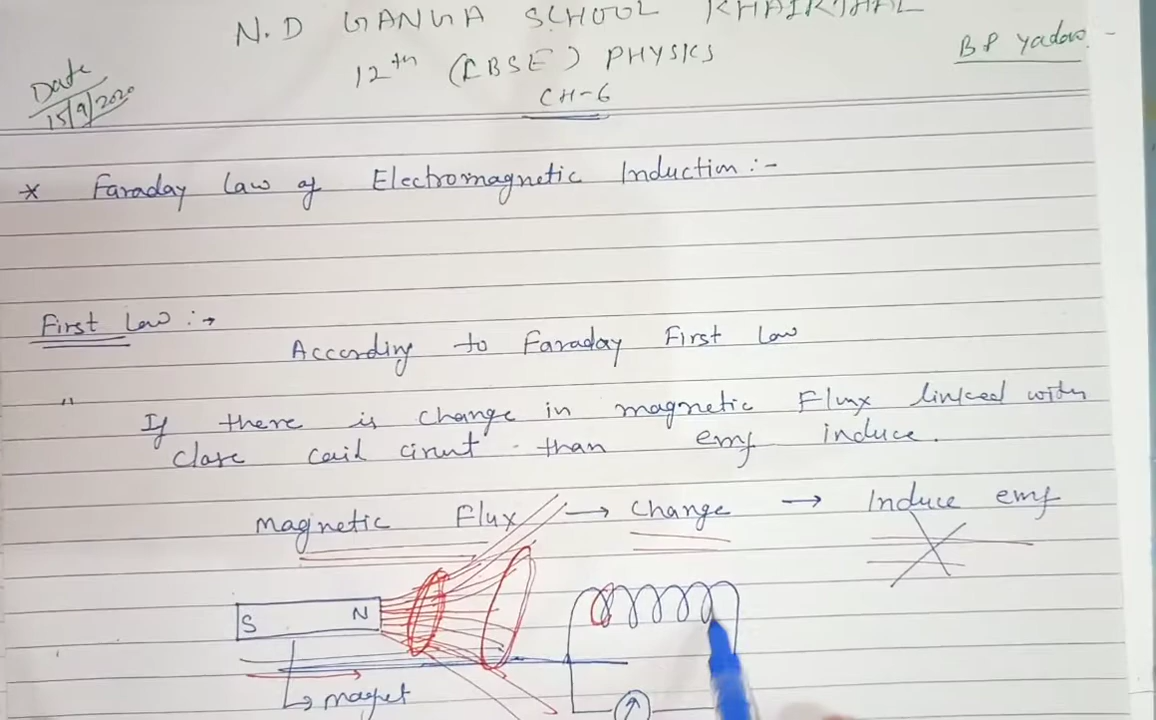 N.D GANGA SCHOOL KHAIRTHAL
12th (CBSE) PHYSICS
B P Yadav
Date
15/9/2020
CH-6
* Faraday Law of Electromagnetic Induction :-
First Law :→
According to Faraday First Law
"
If there is change in magnetic Flux linked with
close coil cirut than emf induce.
Magnetic Flux → Change → Induce emf
S N
magnet